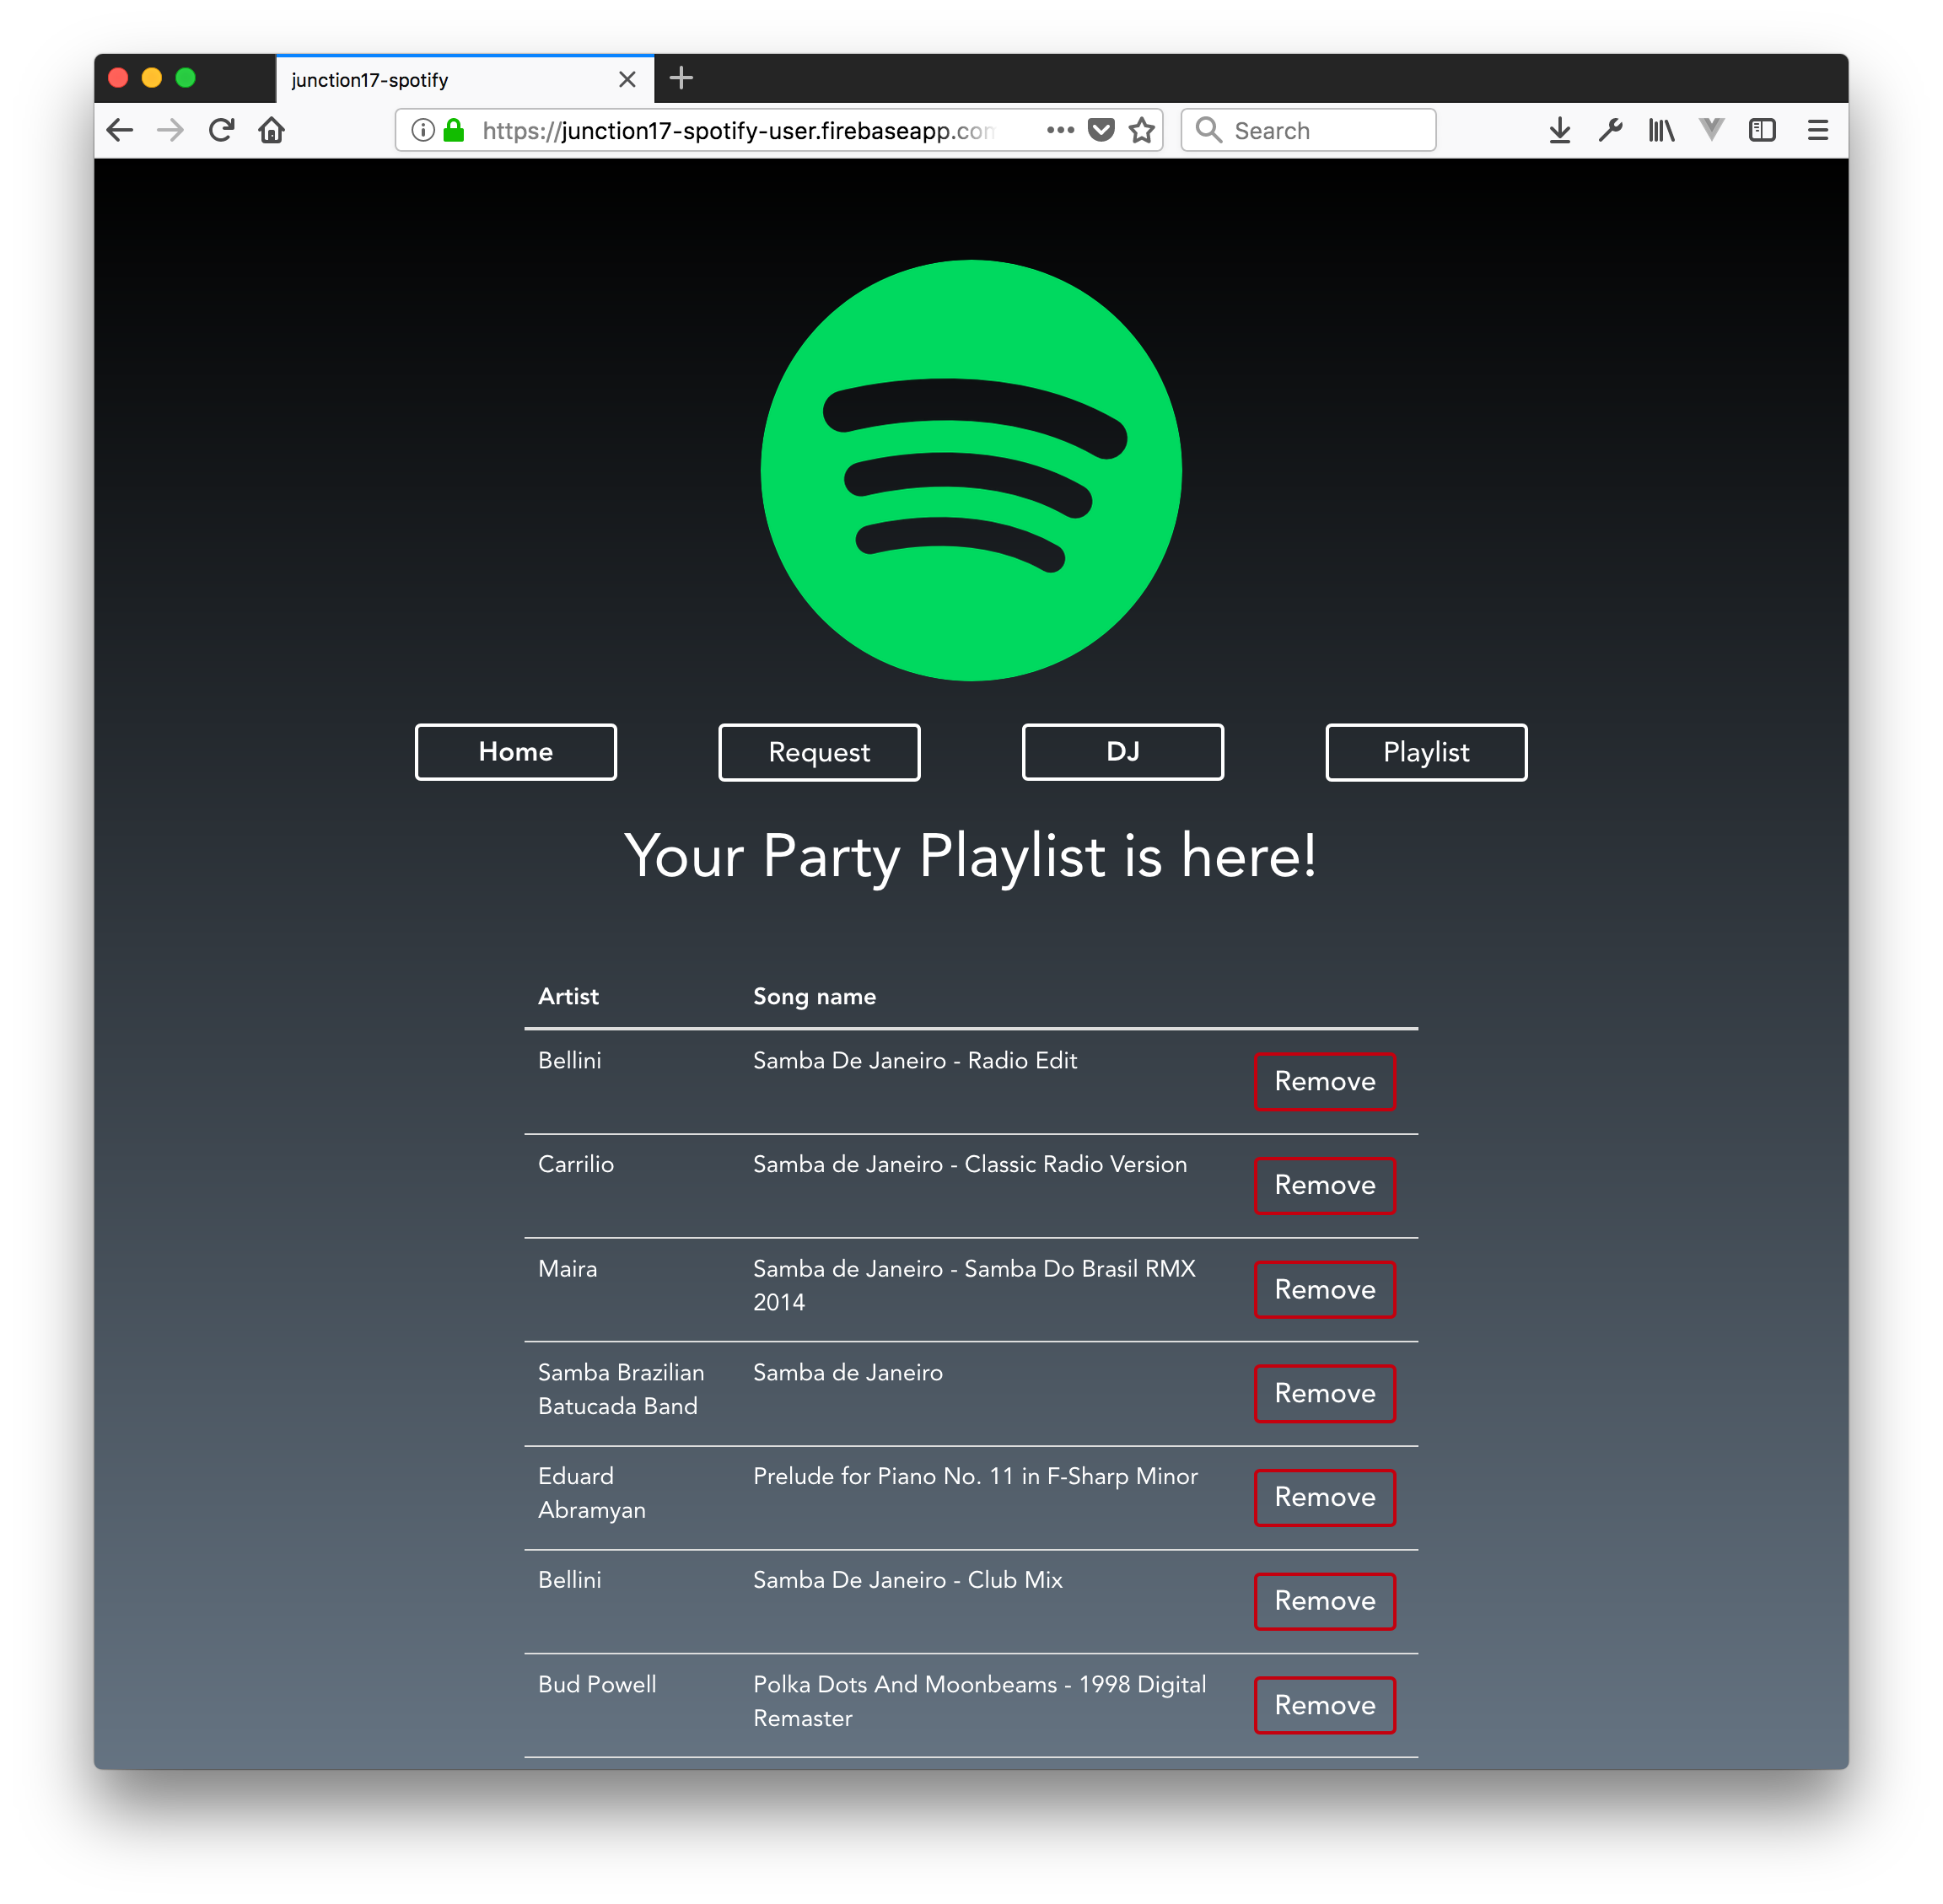 junction17-spotify
https://junction17-spotify-user.firebaseapp.com
Search
Home
Request
DJ
Playlist
Your Party Playlist is here!
Artist
Song name
Bellini
Samba De Janeiro - Radio Edit
Remove
Carrilio
Samba de Janeiro - Classic Radio Version
Remove
Maira
Samba de Janeiro - Samba Do Brasil RMX
2014
Remove
Samba Brazilian
Batucada Band
Samba de Janeiro
Remove
Eduard
Abramyan
Prelude for Piano No. 11 in F-Sharp Minor
Remove
Bellini
Samba De Janeiro - Club Mix
Remove
Bud Powell
Polka Dots And Moonbeams - 1998 Digital
Remaster
Remove